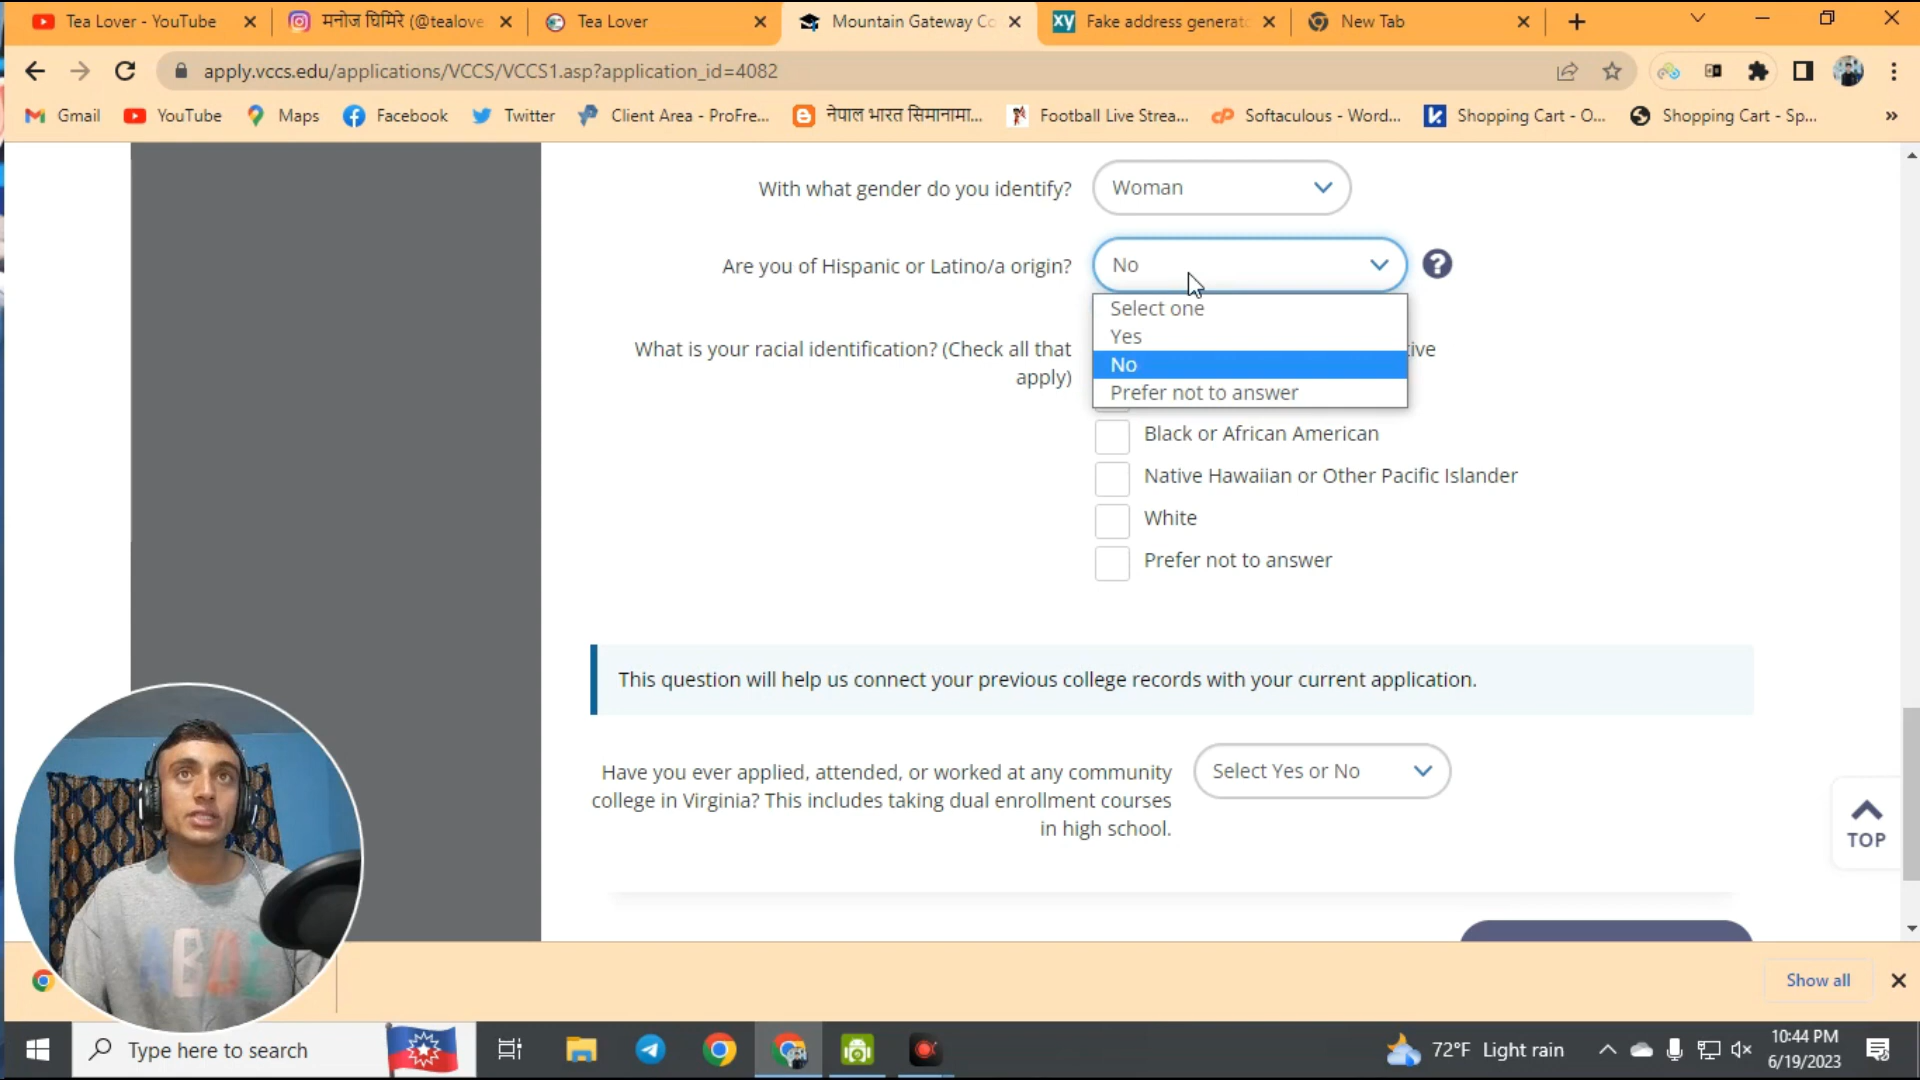 Tea Lover - YouTube
मनोज घिमिरे (@tealove
Tea Lover
Mountain Gateway Co
Fake address generato
New Tab
apply.vccs.edu/applications/VCCS/VCCS1.asp?application_id=4082
Gmail
YouTube
Maps
Facebook
Twitter
Client Area - ProFre...
नेपाल भारत सिमानामा...
Football Live Strea...
Softaculous - Word...
Shopping Cart - O...
Shopping Cart - Sp...
»
With what gender do you identify?
Woman
Are you of Hispanic or Latino/a origin?
No
?
Select one
Yes
No
Prefer not to answer
What is your racial identification? (Check all that
apply)
ive
Black or African American
Native Hawaiian or Other Pacific Islander
White
Prefer not to answer
This question will help us connect your previous college records with your current application.
Have you ever applied, attended, or worked at any community
college in Virginia? This includes taking dual enrollment courses
in high school.
Select Yes or No
TOP
Show all
Type here to search
72°F Light rain
10:44 PM
6/19/2023